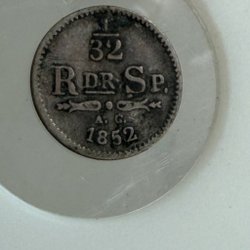 1/32
RDR SP.
A. G.
1852